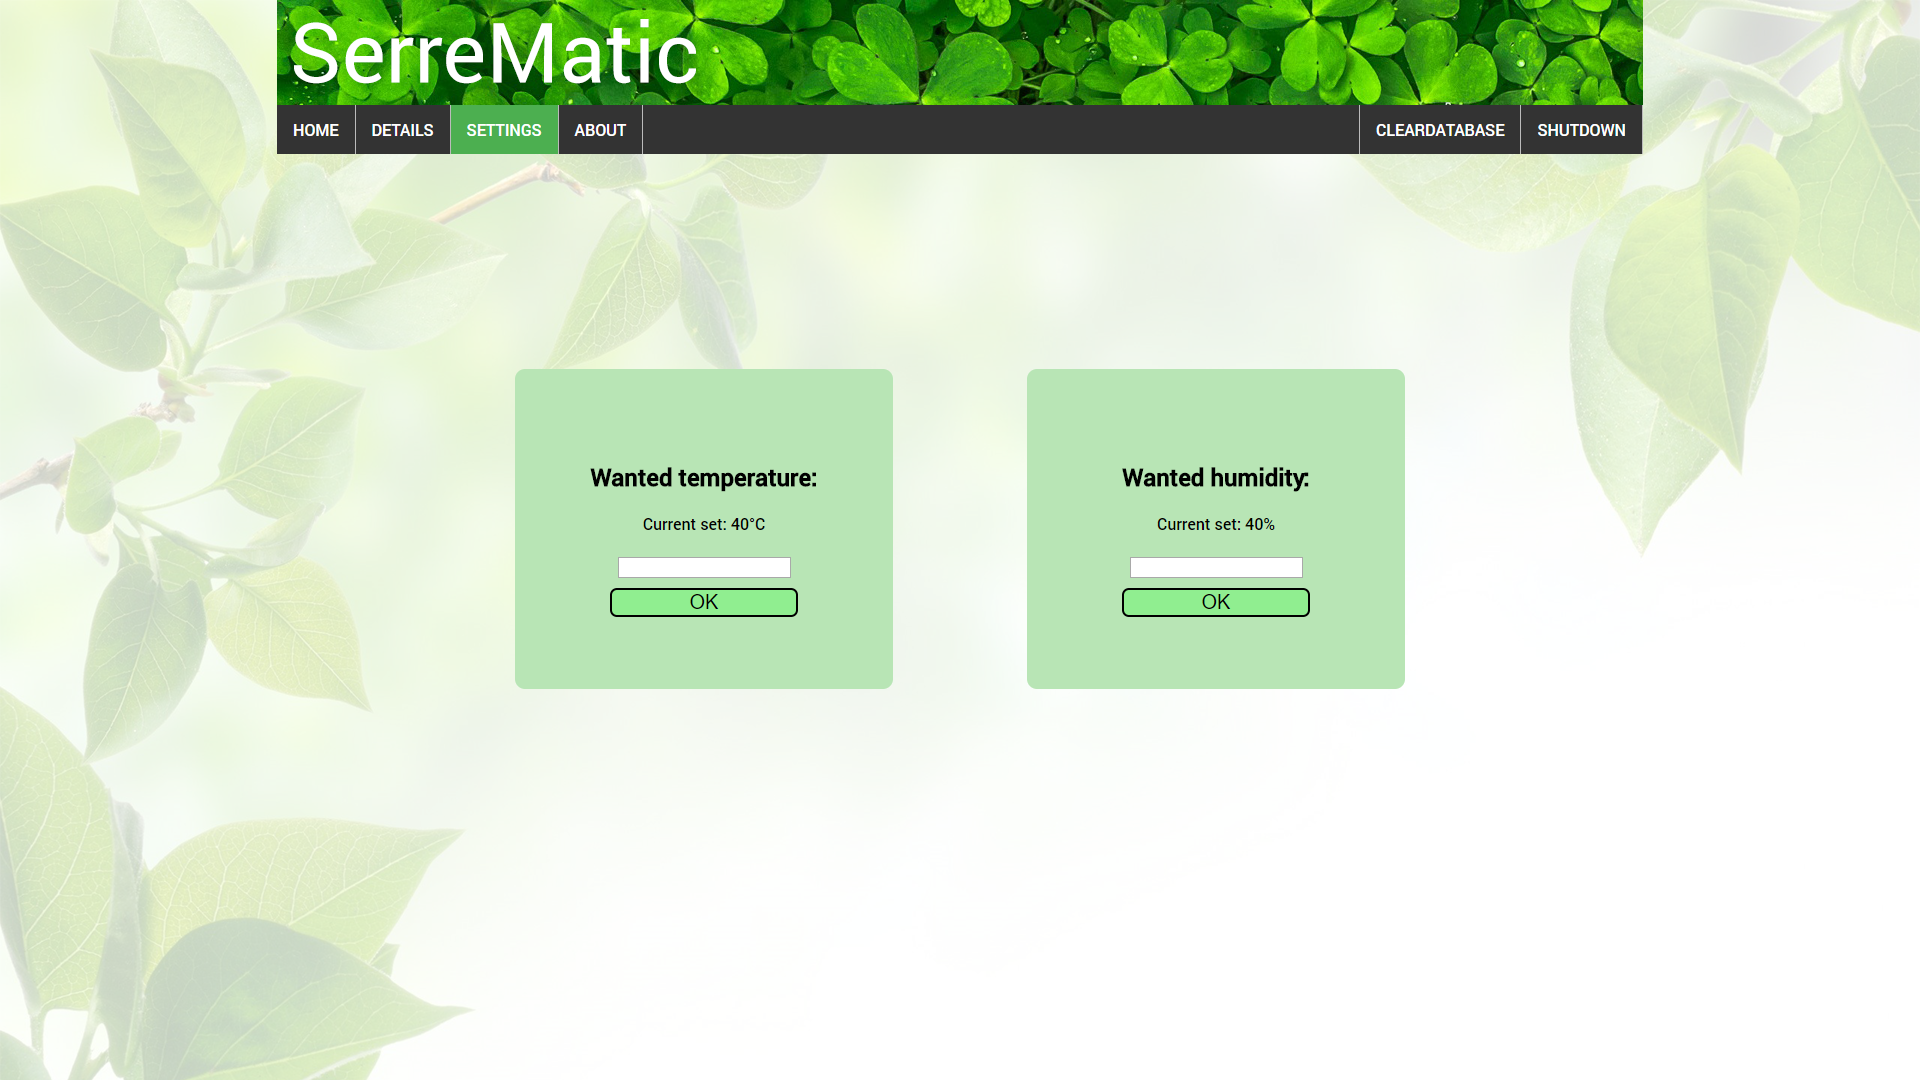 SerreMatic
HOME DETAILS SETTINGS ABOUT CLEARDATABASE SHUTDOWN
Wanted temperature:
Current set: 40°C
OK
Wanted humidity:
Current set: 40%
OK